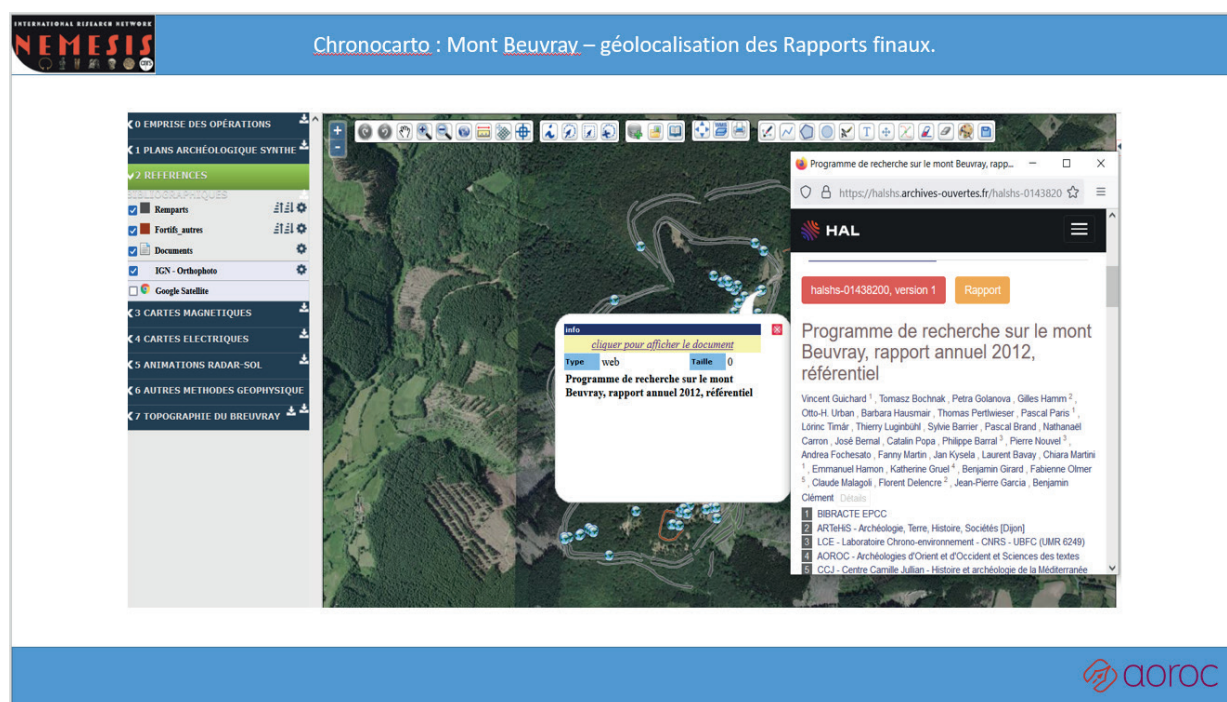 INTERNATIONAL RESEARCH NETWORK
NEMESIS
Chronocarto : Mont Beuvray – géolocalisation des Rapports finaux.
0 EMPRISE DES OPÉRATIONS
1 PLANS ARCHÉOLOGIQUE SYNTHE
2 REFERENCES
BIBLIOGRAPHIQUES
Remparts
Fortifs_autres
Documents
IGN - Orthophoto
Google Satellite
3 CARTES MAGNETIQUES
4 CARTES ELECTRIQUES
5 ANIMATIONS RADAR-SOL
6 AUTRES METHODES GEOPHYSIQUE
7 TOPOGRAPHIE DU BREUVRAY
info
cliquer pour afficher le document
Type web Taille 0
Programme de recherche sur le mont
Beuvray, rapport annuel 2012, référentiel
Programme de recherche sur le mont Beuvray, rapp...
https://halshs.archives-ouvertes.fr/halshs-0143820
HAL
halshs-01438200, version 1 Rapport
Programme de recherche sur le mont
Beuvray, rapport annuel 2012,
référentiel
Vincent Guichard 1 , Tomasz Bochnak , Petra Golanova , Gilles Hamm 2 ,
Otto-H. Urban , Barbara Hausmair , Thomas Pertlwieser , Pascal Paris 1 ,
Lörinc Timár , Thierry Luginbühl , Sylvie Barrier , Pascal Brand , Nathanaël
Carron , José Bernal , Catalin Popa , Philippe Barral 3 , Pierre Nouvel 3 ,
Andrea Fochesato , Fanny Martin , Jan Kysela , Laurent Bavay , Chiara Martini
1 , Emmanuel Hamon , Katherine Gruel 4 , Benjamin Girard , Fabienne Olmer
5 , Claude Malagoli , Florent Delencre 2 , Jean-Pierre Garcia , Benjamin
Clément Détails
1 BIBRACTE EPCC
2 ARTeHiS - Archéologie, Terre, Histoire, Sociétés [Dijon]
3 LCE - Laboratoire Chrono-environnement - CNRS - UBFC (UMR 6249)
4 AOROC - Archéologies d'Orient et d'Occident et Sciences des textes
5 CCJ - Centre Camille Jullian - Histoire et archéologie de la Méditerranée
aoroc